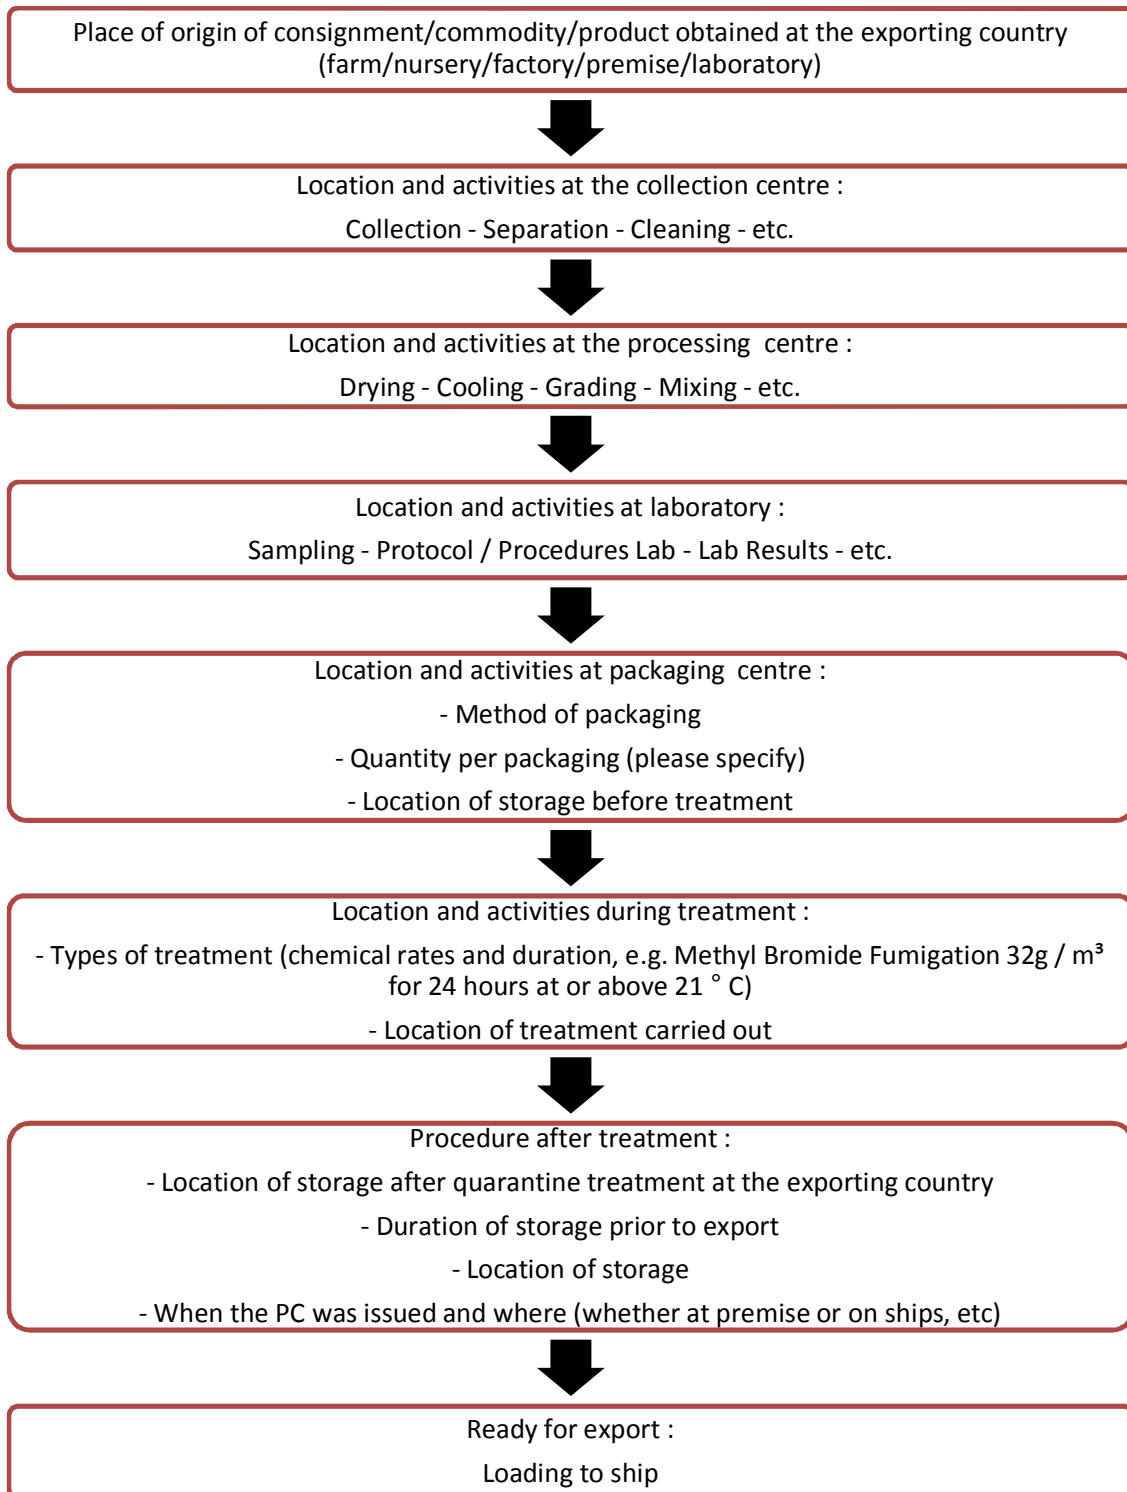 Place of origin of consignment/commodity/product obtained at the exporting country
(farm/nursery/factory/premise/laboratory)
Location and activities at the collection centre :
Collection - Separation - Cleaning - etc.
Location and activities at the processing  centre :
Drying - Cooling - Grading - Mixing - etc.
Location and activities at laboratory :
Sampling - Protocol / Procedures Lab - Lab Results - etc.
Location and activities at packaging  centre :
- Method of packaging
- Quantity per packaging (please specify)
- Location of storage before treatment
Location and activities during treatment :
- Types of treatment (chemical rates and duration, e.g. Methyl Bromide Fumigation 32g / m³
for 24 hours at or above 21 ° C)
- Location of treatment carried out
Procedure after treatment :
- Location of storage after quarantine treatment at the exporting country
- Duration of storage prior to export
- Location of storage
- When the PC was issued and where (whether at premise or on ships, etc)
Ready for export :
Loading to ship